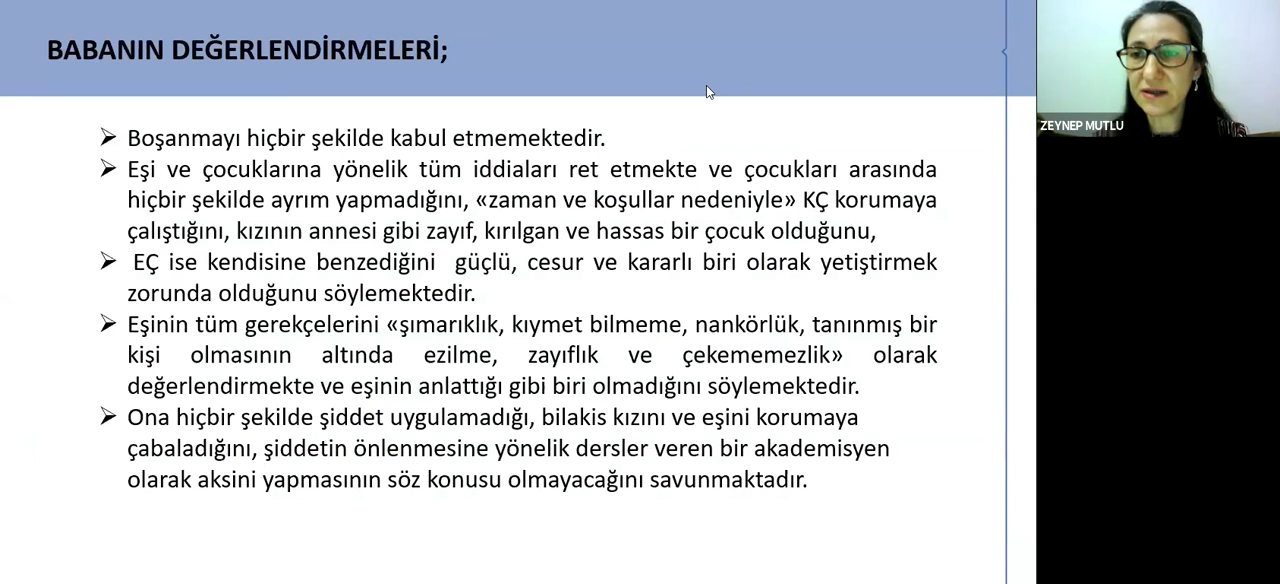 BABANIN DEĞERLENDİRMELERİ;
ZEYNEP MUTLU
➢ Boşanmayı hiçbir şekilde kabul etmemektedir.
➢ Eşi ve çocuklarına yönelik tüm iddiaları ret etmekte ve çocukları arasında
hiçbir şekilde ayrım yapmadığını, «zaman ve koşullar nedeniyle» KÇ korumaya
çalıştığını, kızının annesi gibi zayıf, kırılgan ve hassas bir çocuk olduğunu,
➢ EÇ ise kendisine benzediğini güçlü, cesur ve kararlı biri olarak yetiştirmek
zorunda olduğunu söylemektedir.
➢ Eşinin tüm gerekçelerini «şımarıklık, kıymet bilmeme, nankörlük, tanınmış bir
kişi olmasının altında ezilme, zayıflık ve çekememezlik» olarak
değerlendirmekte ve eşinin anlattığı gibi biri olmadığını söylemektedir.
➢ Ona hiçbir şekilde şiddet uygulamadığı, bilakis kızını ve eşini korumaya
çabaladığını, şiddetin önlenmesine yönelik dersler veren bir akademisyen
olarak aksini yapmasının söz konusu olmayacağını savunmaktadır.